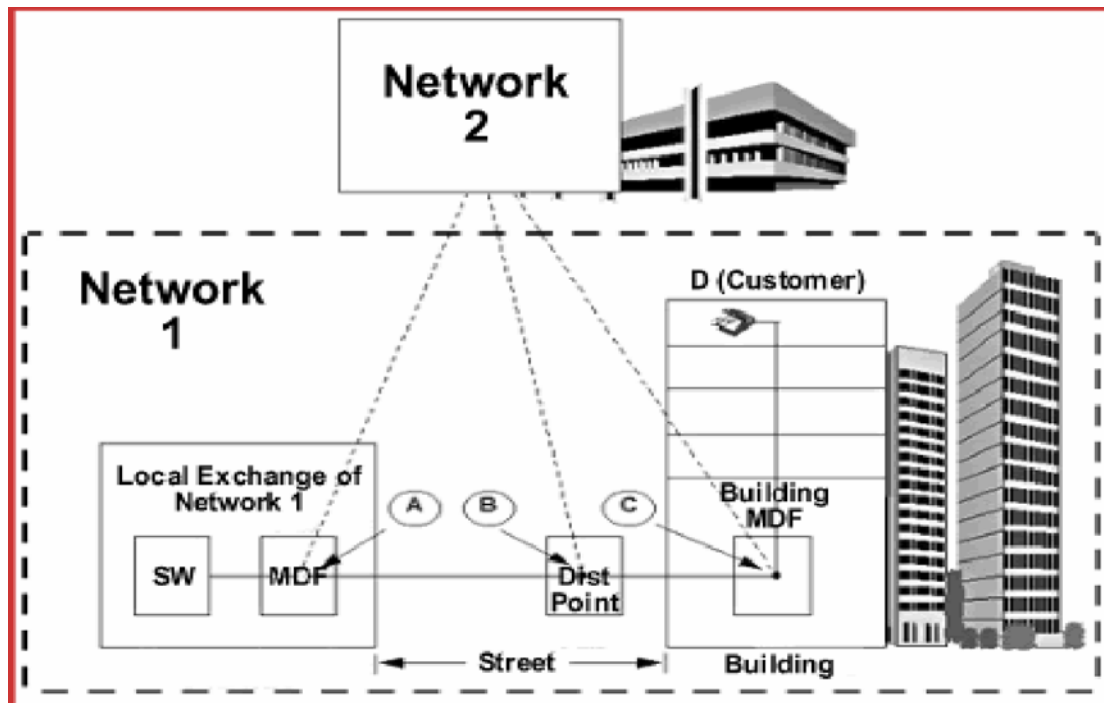 Network
2
Network
1
D (Customer)
Local Exchange of
Network 1
A
B
C
Building
MDF
SW
MDF
Dist
Point
Street
Building